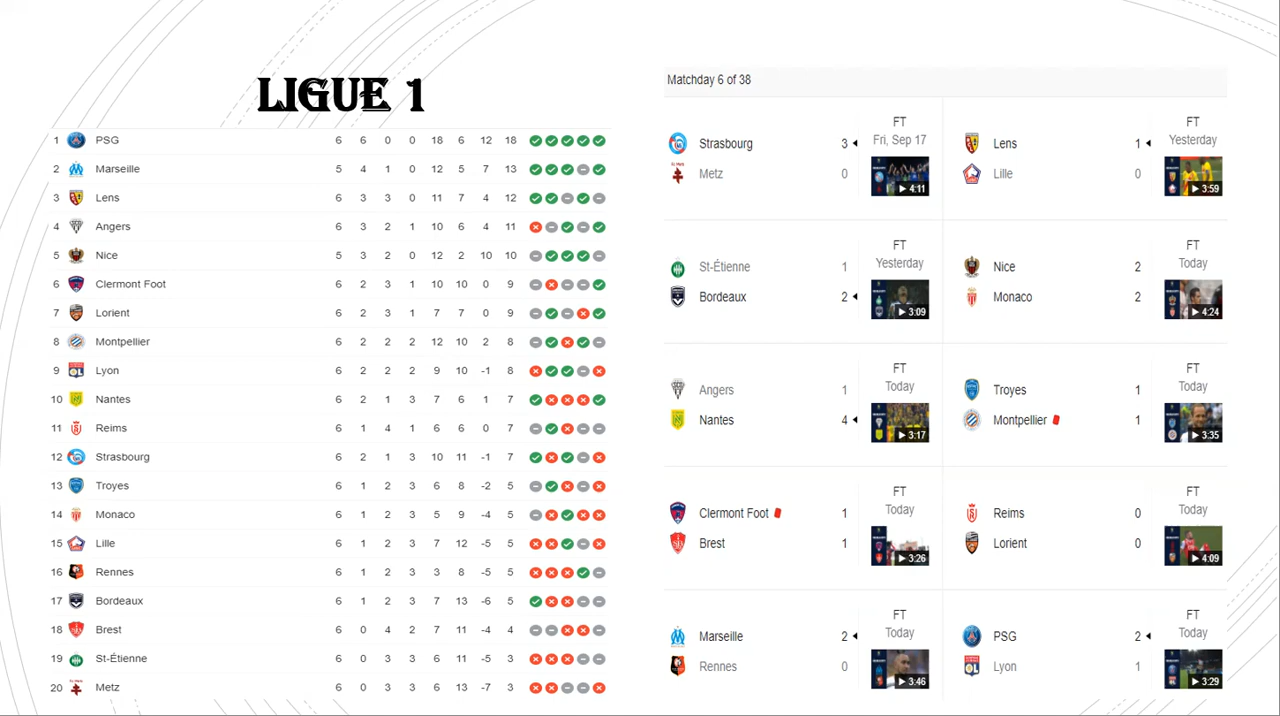 LIGUE 1
1 PSG 6 6 0 0 18 6 12 18
2 Marseille 5 4 1 0 12 5 7 13
3 Lens 6 3 3 0 11 7 4 12
4 Angers 6 3 2 1 10 6 4 11
5 Nice 5 3 2 0 12 2 10 10
6 Clermont Foot 6 2 3 1 10 10 0 9
7 Lorient 6 2 3 1 7 7 0 9
8 Montpellier 6 2 2 2 12 10 2 8
9 Lyon 6 2 2 2 9 10 -1 8
10 Nantes 6 2 1 3 7 6 1 7
11 Reims 6 1 4 1 6 6 0 7
12 Strasbourg 6 2 1 3 10 11 -1 7
13 Troyes 6 1 2 3 6 8 -2 5
14 Monaco 6 1 2 3 5 9 -4 5
15 Lille 6 1 2 3 7 12 -5 5
16 Rennes 6 1 2 3 3 8 -5 5
17 Bordeaux 6 1 2 3 7 13 -6 5
18 Brest 6 0 4 2 7 11 -4 4
19 St-Étienne 6 0 3 3 6 11 -5 3
20 Metz 6 0 3 3 6 13 -7 3
Matchday 6 of 38
Strasbourg 3
Metz 0
FT
Fri, Sep 17
4:11
Lens 1
Lille 0
FT
Yesterday
3:59
St-Étienne 1
Bordeaux 2
FT
Yesterday
3:09
Nice 2
Monaco 2
FT
Today
4:24
Angers 1
Nantes 4
FT
Today
3:17
Troyes 1
Montpellier 1
FT
Today
3:35
Clermont Foot 1
Brest 1
FT
Today
3:26
Reims 0
Lorient 0
FT
Today
4:09
Marseille 2
Rennes 0
FT
Today
3:46
PSG 2
Lyon 1
FT
Today
3:29